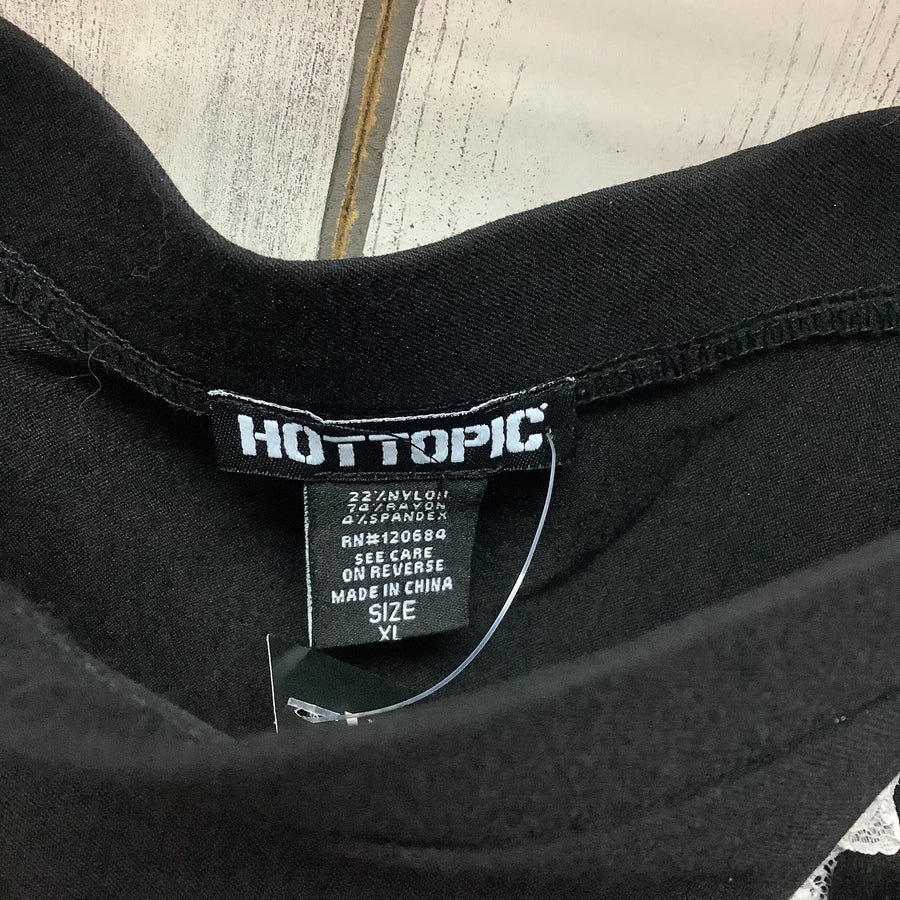 HOTTOPIC
22%NYLON
74%RAYON
4%SPANDEX
RN#120684
SEE CARE
ON REVERSE
MADE IN CHINA
SIZE
XL